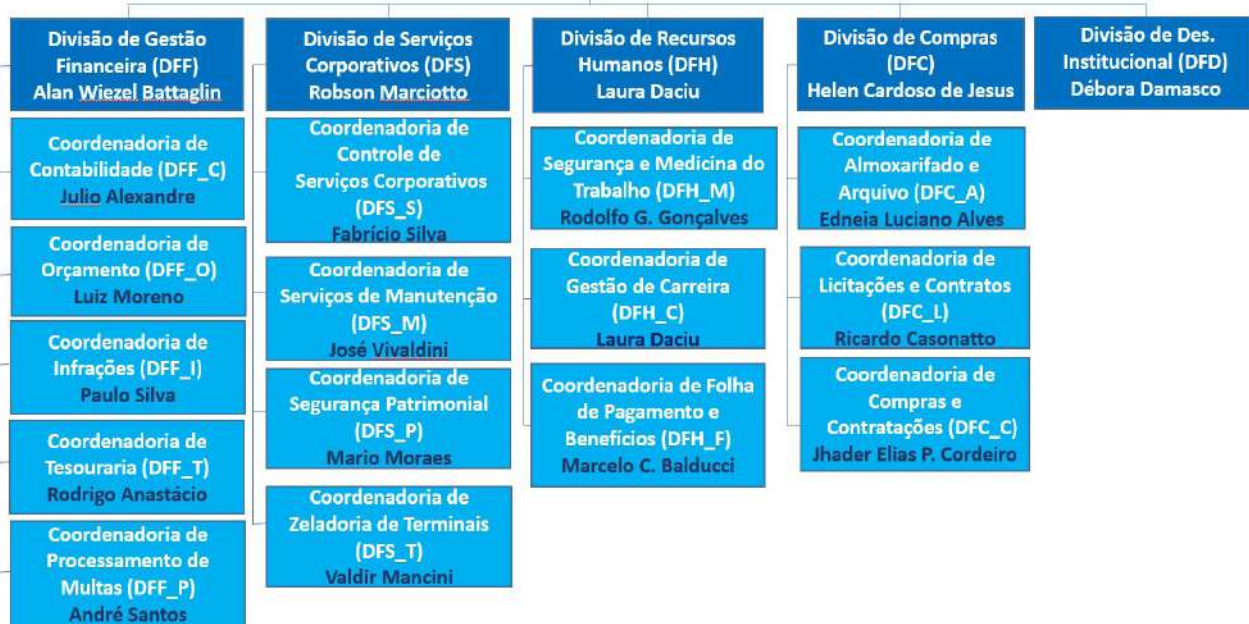 Divisão de Gestão
Financeira (DFF)
Alan Wiezel Battaglin
Coordenadoria de
Contabilidade (DFF_C)
Julio Alexandre
Coordenadoria de
Orçamento (DFF_O)
Luiz Moreno
Coordenadoria de
Infrações (DFF_I)
Paulo Silva
Coordenadoria de
Tesouraria (DFF_T)
Rodrigo Anastácio
Coordenadoria de
Processamento de
Multas (DFF_P)
André Santos
Divisão de Serviços
Corporativos (DFS)
Robson Marciotto
Coordenadoria de
Controle de
Serviços Corporativos
(DFS_S)
Fabrício Silva
Coordenadoria de
Serviços de Manutenção
(DFS_M)
José Vivaldini
Coordenadoria de
Segurança Patrimonial
(DFS_P)
Mario Moraes
Coordenadoria de
Zeladoria de Terminais
(DFS_T)
Valdir Mancini
Divisão de Recursos
Humanos (DFH)
Laura Daciu
Coordenadoria de
Segurança e Medicina do
Trabalho (DFH_M)
Rodolfo G. Gonçalves
Coordenadoria de
Gestão de Carreira
(DFH_C)
Laura Daciu
Coordenadoria de Folha
de Pagamento e
Benefícios (DFH_F)
Marcelo C. Balducci
Divisão de Compras
(DFC)
Helen Cardoso de Jesus
Coordenadoria de
Almoxarifado e
Arquivo (DFC_A)
Edneia Luciano Alves
Coordenadoria de
Licitações e Contratos
(DFC_L)
Ricardo Casonatto
Coordenadoria de
Compras e
Contratações (DFC_C)
Jhader Elias P. Cordeiro
Divisão de Des.
Institucional (DFD)
Débora Damasco